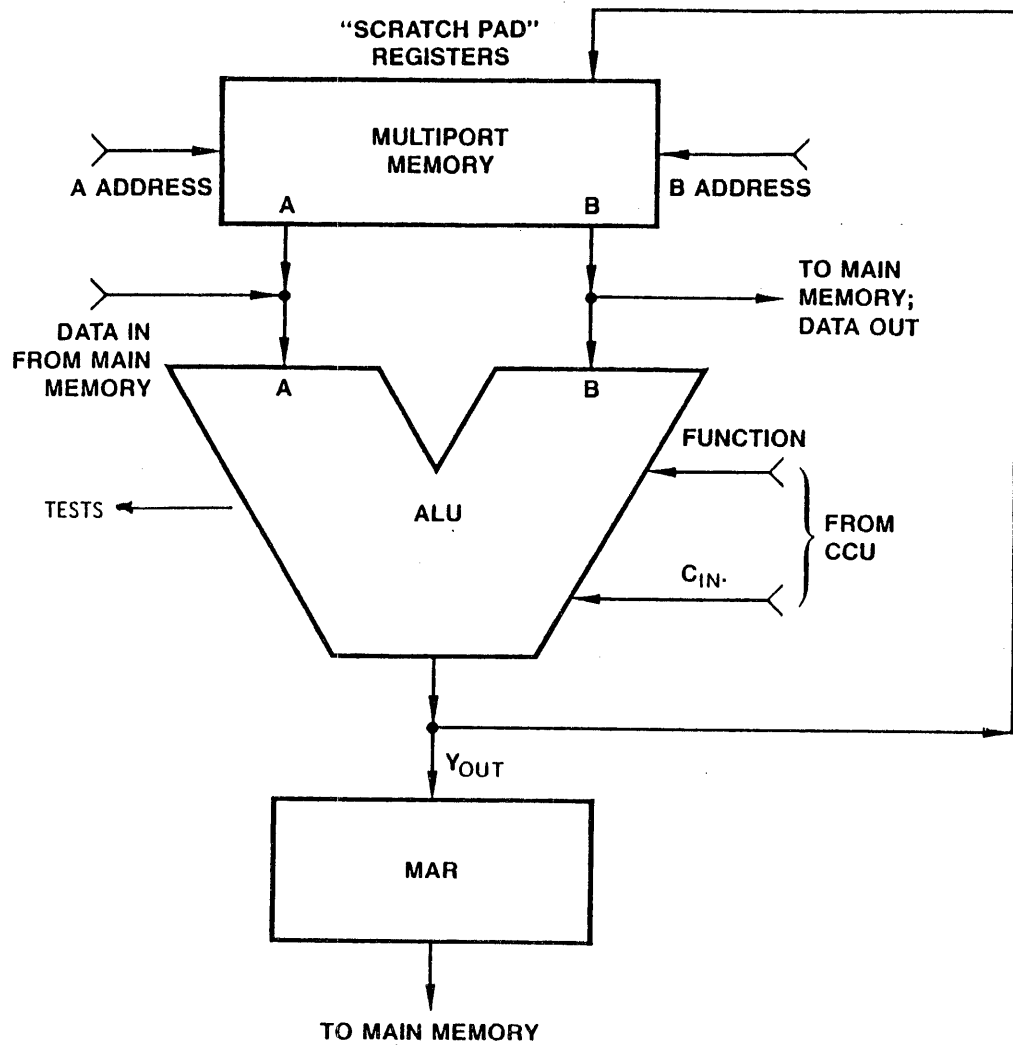 “SCRATCH PAD”
REGISTERS
MULTIPORT
MEMORY
A ADDRESS
B ADDRESS
A
B
TO MAIN
MEMORY;
DATA OUT
DATA IN
FROM MAIN
MEMORY
A
B
FUNCTION
TESTS
ALU
FROM
CCU
CIN.
YOUT
MAR
TO MAIN MEMORY